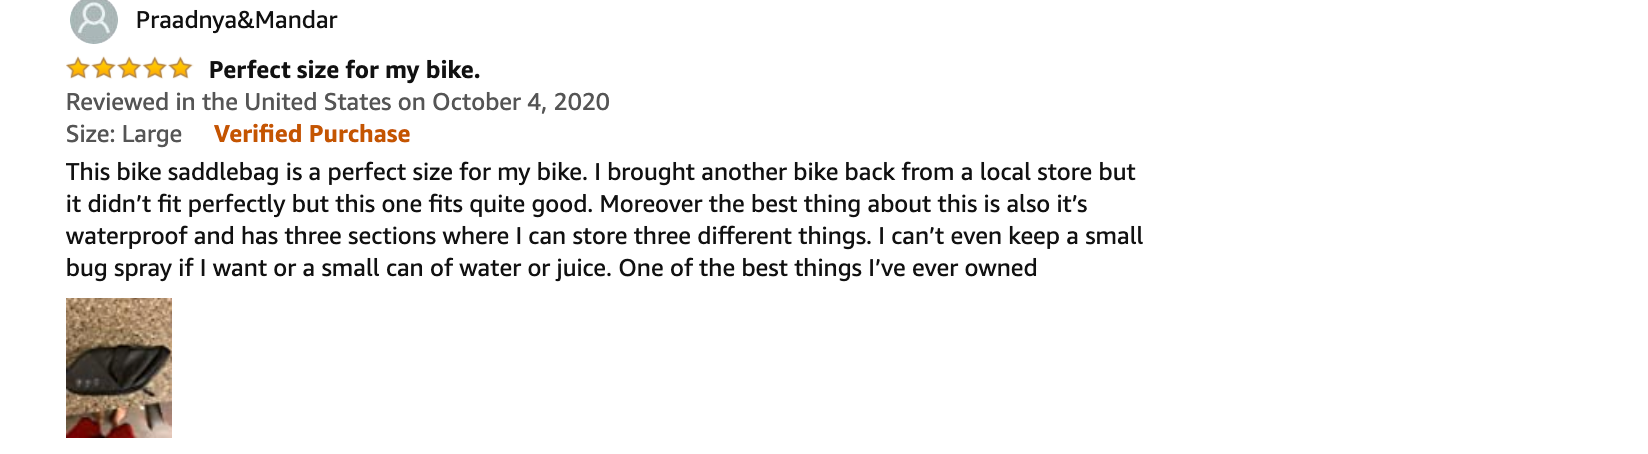 Praadnya&Mandar
Perfect size for my bike.
Reviewed in the United States on October 4, 2020
Size: Large Verified Purchase
This bike saddlebag is a perfect size for my bike. I brought another bike back from a local store but
it didn’t fit perfectly but this one fits quite good. Moreover the best thing about this is also it’s
waterproof and has three sections where I can store three different things. I can’t even keep a small
bug spray if I want or a small can of water or juice. One of the best things I’ve ever owned